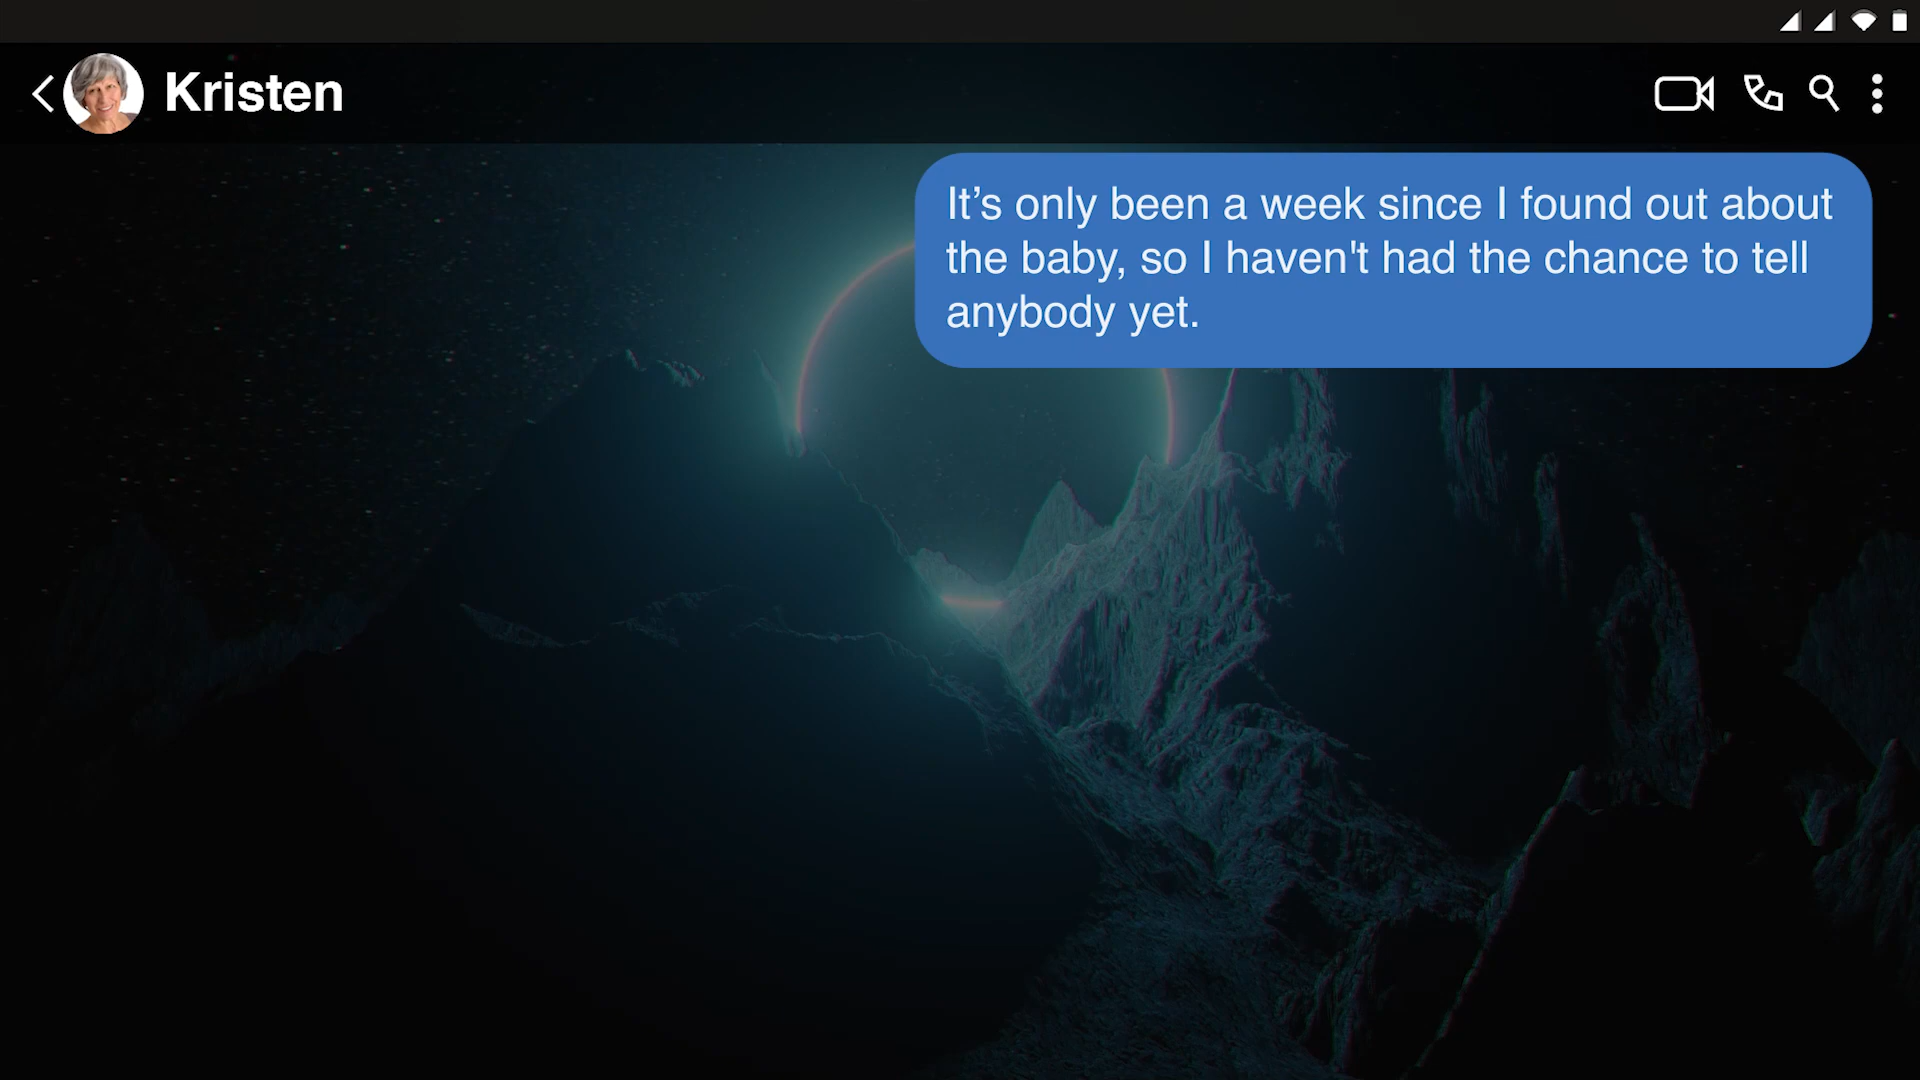 Kristen
It’s only been a week since I found out about
the baby, so I haven't had the chance to tell
anybody yet.